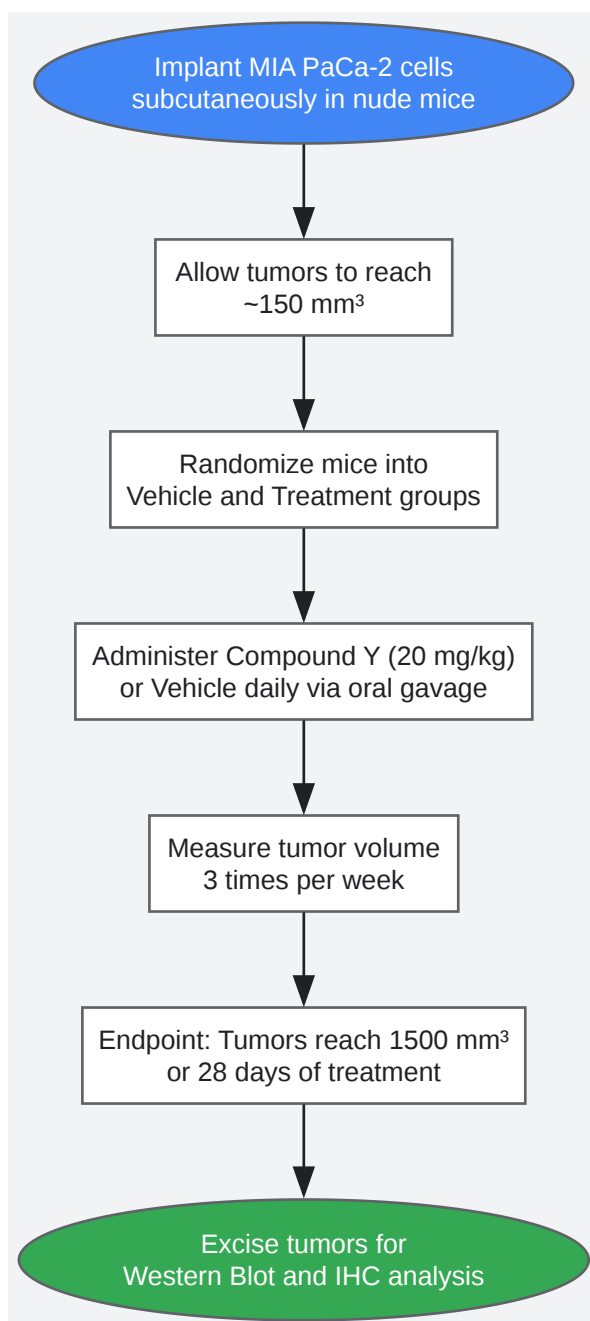 Implant MIA PaCa-2 cells
subcutaneously in nude mice
Allow tumors to reach
~150 mm³
Randomize mice into
Vehicle and Treatment groups
Administer Compound Y (20 mg/kg)
or Vehicle daily via oral gavage
Measure tumor volume
3 times per week
Endpoint: Tumors reach 1500 mm³
or 28 days of treatment
Excise tumors for
Western Blot and IHC analysis